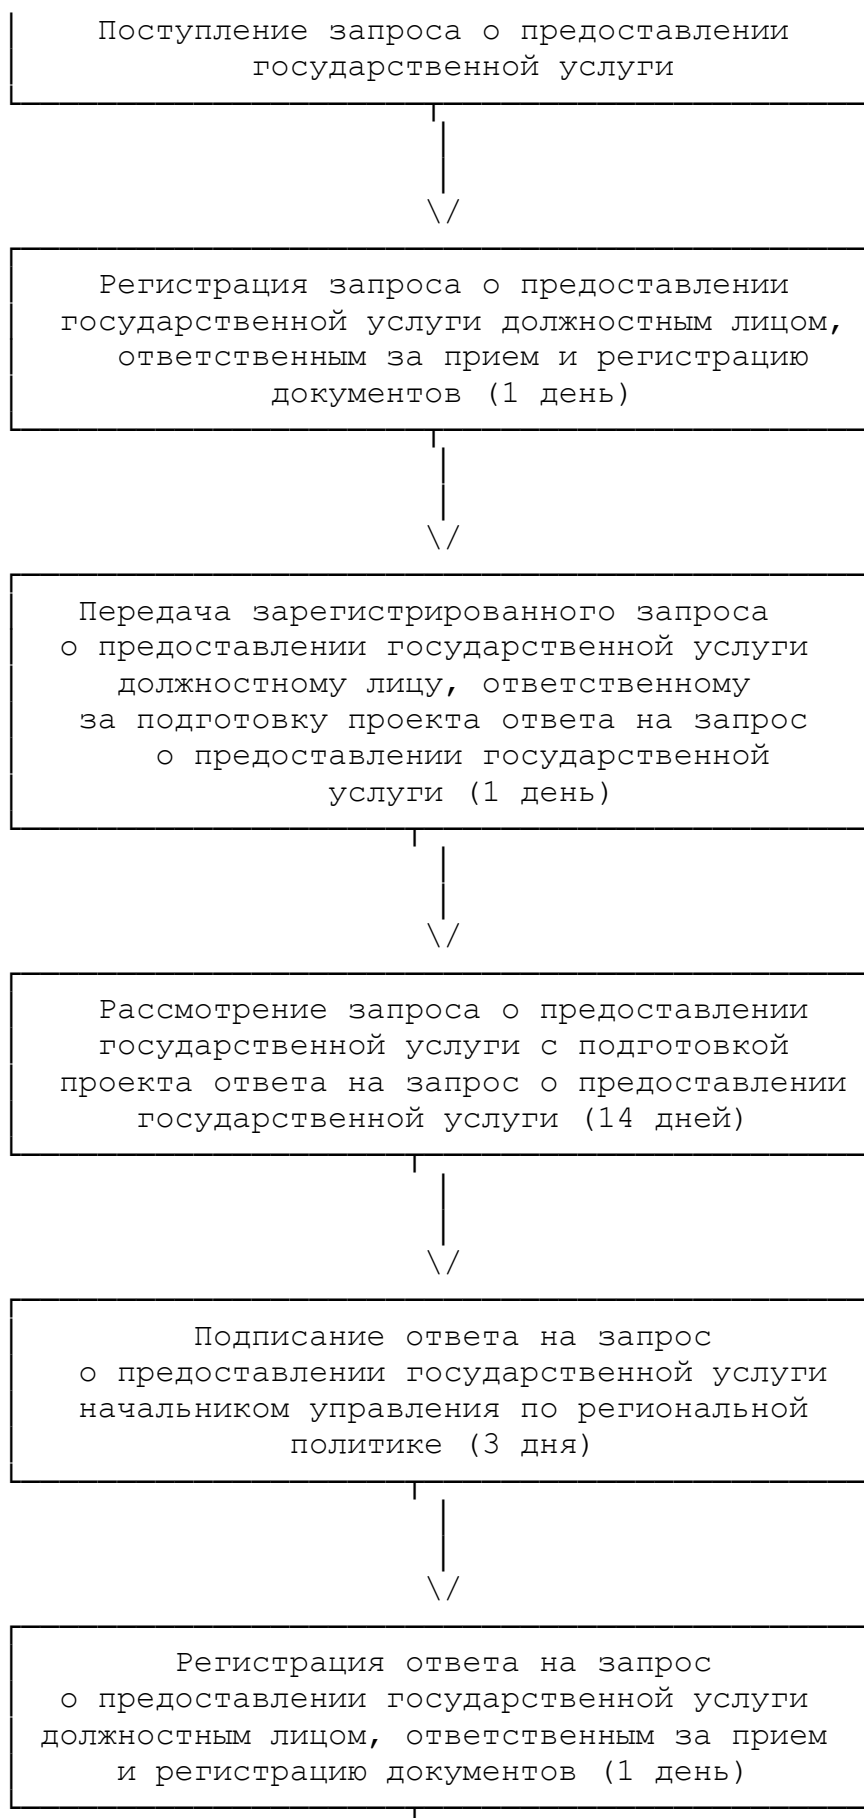 Поступление запроса о предоставлении
государственной услуги
\/
Регистрация запроса о предоставлении
государственной услуги должностным лицом,
ответственным за прием и регистрацию
документов (1 день)
\/
Передача зарегистрированного запроса
о предоставлении государственной услуги
должностному лицу, ответственному
за подготовку проекта ответа на запрос
о предоставлении государственной
услуги (1 день)
\/
Рассмотрение запроса о предоставлении
государственной услуги с подготовкой
проекта ответа на запрос о предоставлении
государственной услуги (14 дней)
\/
Подписание ответа на запрос
о предоставлении государственной услуги
начальником управления по региональной
политике (3 дня)
\/
Регистрация ответа на запрос
о предоставлении государственной услуги
должностным лицом, ответственным за прием
и регистрацию документов (1 день)